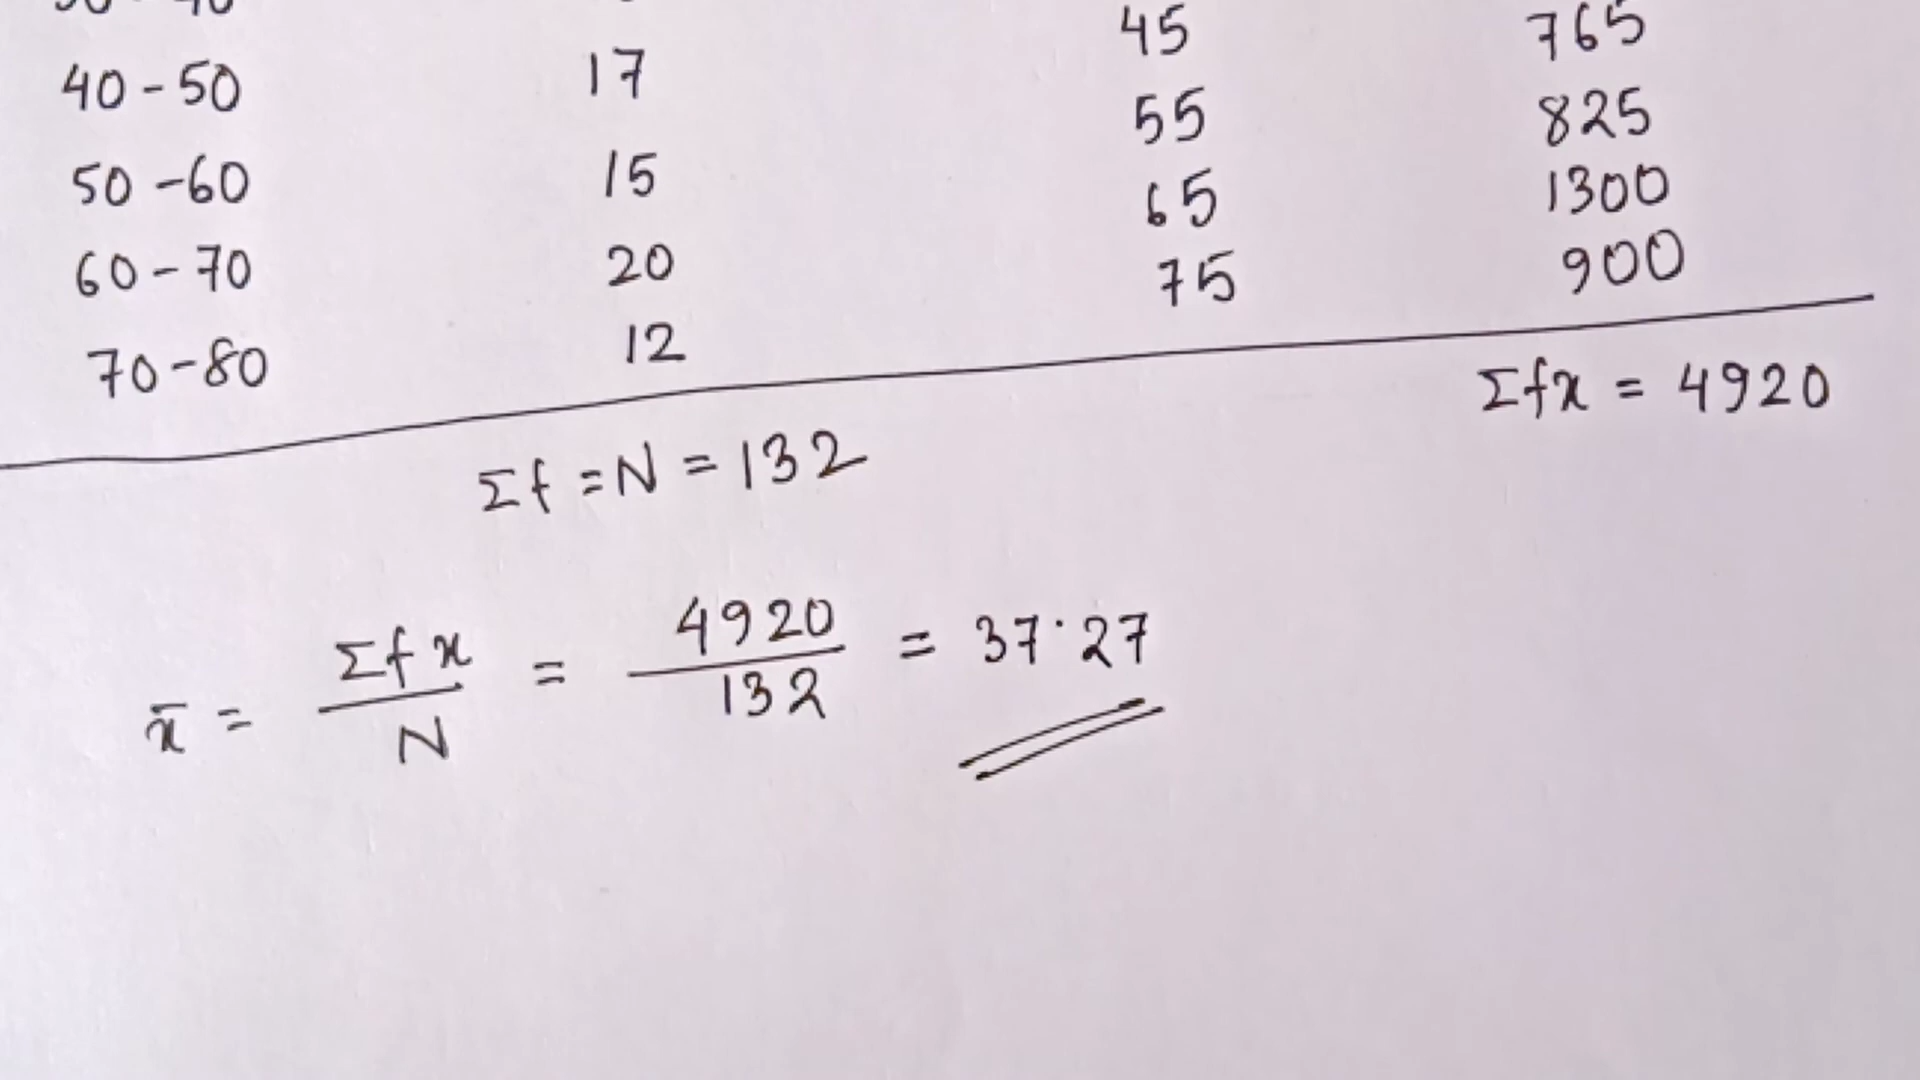 40-50 17 45 765
50-60 15 55 825
60-70 20 65 1300
70-80 12 75 900
Σf = N = 132 Σfx = 4920
x̄ = Σfx / N = 4920 / 132 = 37·27